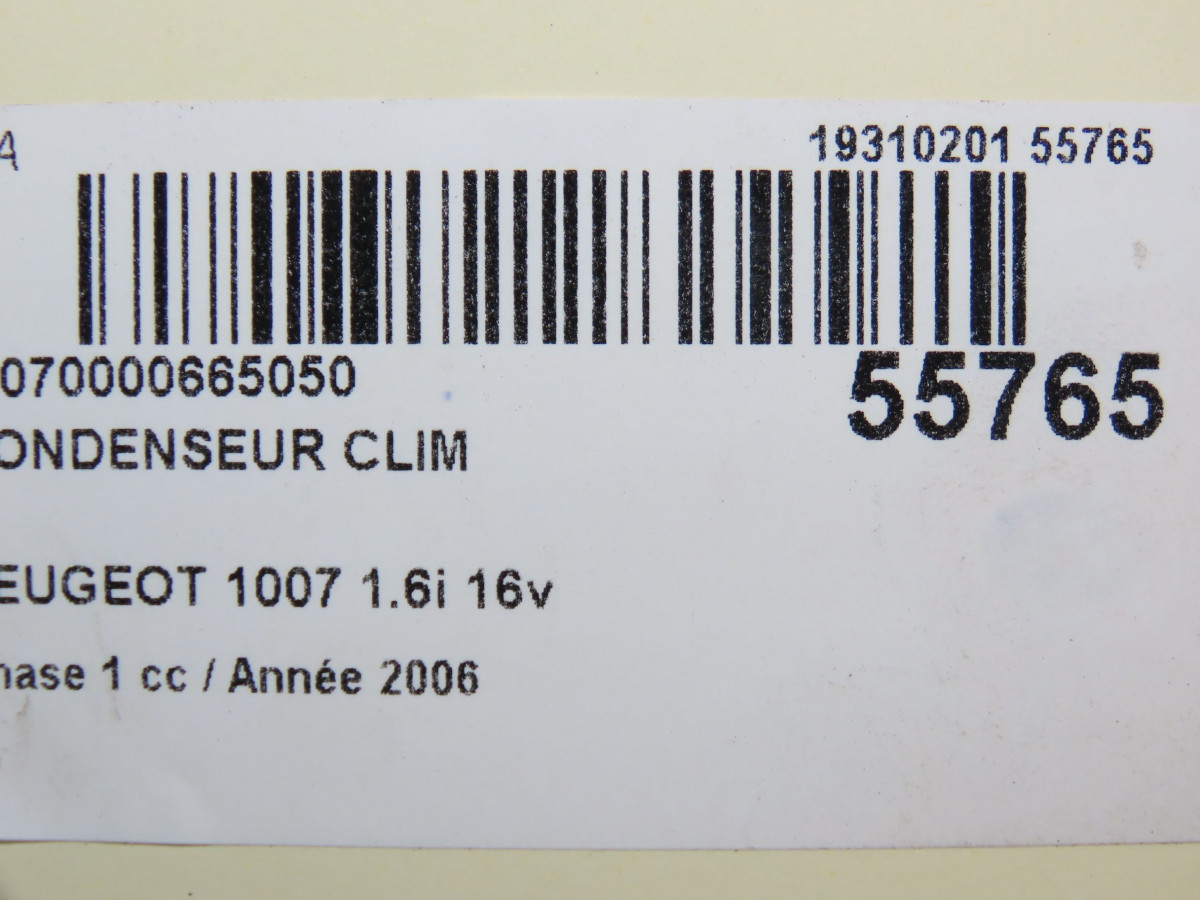 A
19310201 55765
070000665050
55765
ONDENSEUR CLIM
EUGEOT 1007 1.6i 16v
hase 1 cc / Année 2006